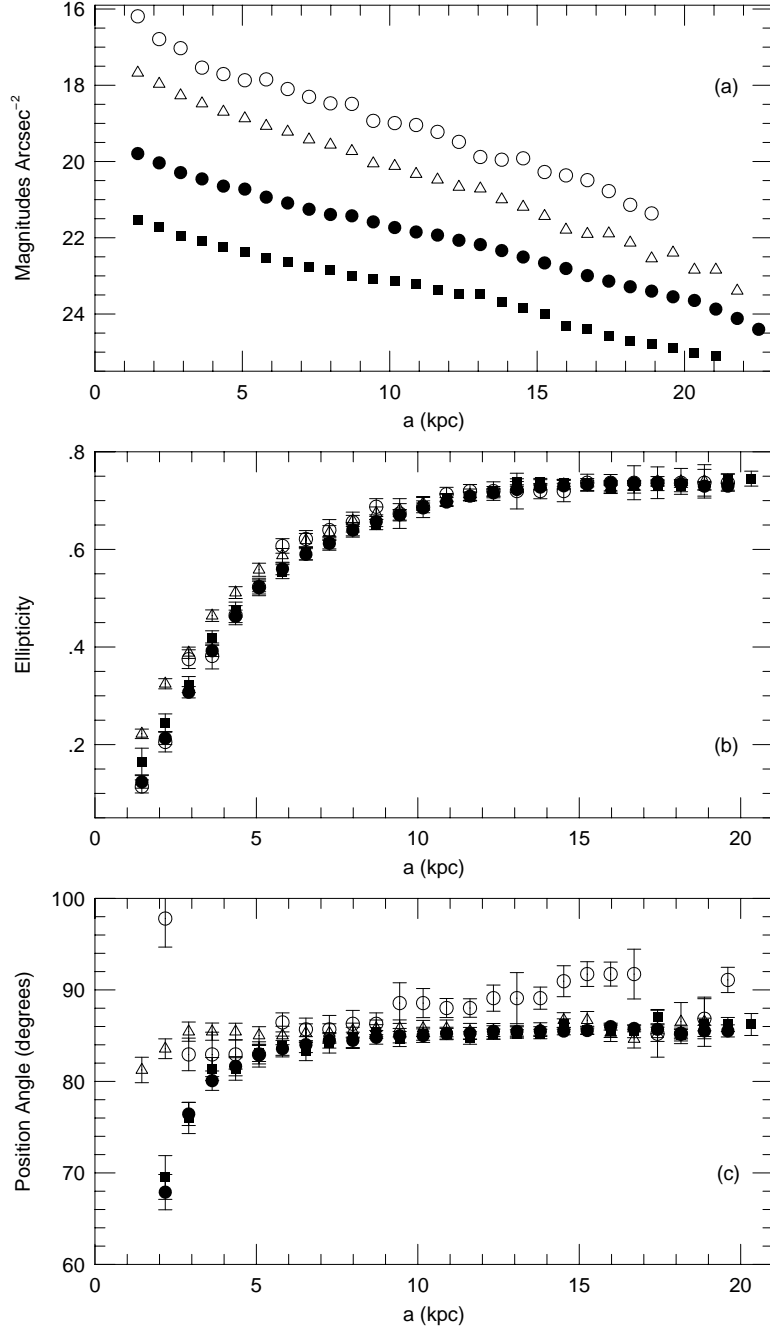 16
18
20
22
24
Magnitudes Arcsec⁻²
(a)
0 5 10 15 20
a (kpc)
.8
.6
.4
.2
Ellipticity
(b)
0 5 10 15 20
a (kpc)
100
90
80
70
60
Position Angle (degrees)
(c)
0 5 10 15 20
a (kpc)